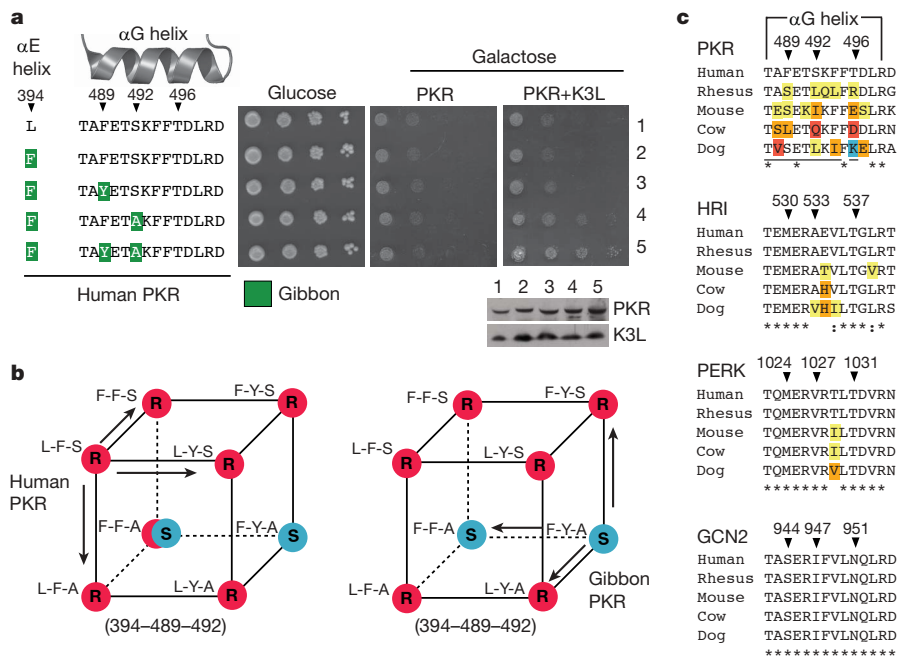 a
αE helix
394
αG helix
489 492 496
L TAFETSKFFTDLRD
F TAFETSKFFTDLRD
F TAYETSKFFTDLRD
F TAFETAKFFTDLRD
F TAYETAKFFTDLRD
Human PKR
Gibbon
Glucose
Galactose
PKR
PKR+K3L
1
2
3
4
5
1 2 3 4 5
PKR
K3L
b
F-F-S R F-Y-S R
L-F-S R L-Y-S R
Human PKR
F-F-A S F-Y-A S
L-F-A R L-Y-A R
(394–489–492)
F-F-S R F-Y-S R
L-F-S R L-Y-S R
F-F-A S F-Y-A S
L-F-A R L-Y-A R
Gibbon PKR
(394–489–492)
c
αG helix
PKR 489 492 496
Human TAFETSKFFTDLRD
Rhesus TASETLQLFRDLRG
Mouse TESEKIKFFESLRD
Cow TSLETQKFFDDLRN
Dog TVSETLKIFKELRA
* * * *
HRI 530 533 537
Human TEMERAEVLTGLRT
Rhesus TEMERAEVLTGLRT
Mouse TEMERATVLTGVRT
Cow TEMERAHVLTGLRT
Dog TEMERVHILTGLRS
***** :***:*
PERK 1024 1027 1031
Human TQMERVRTLTDVRN
Rhesus TQMERVRTLTDVRN
Mouse TQMERVRILTDVRN
Cow TQMERVRILTDVRD
Dog TQMERVRVLTDVRN
******* ******
GCN2 944 947 951
Human TASERIFVLNQLRD
Rhesus TASERIFVLNQLRD
Mouse TASERIFVLNQLRD
Cow TASERIFVLNQLRD
Dog TASERIFVLNQLRD
**************